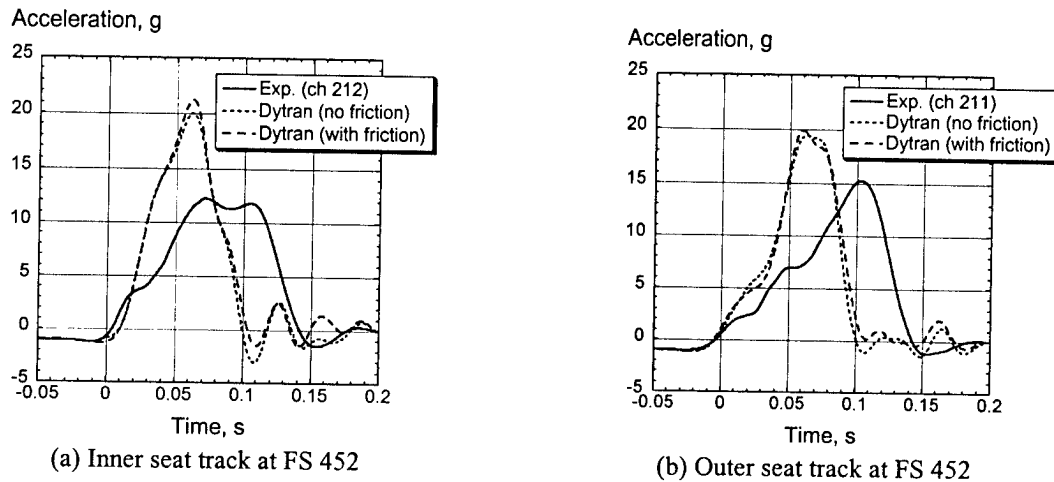 Acceleration, g
25
20
15
10
5
0
-5
-0.05
0
0.05
0.1
0.15
0.2
Exp. (ch 212)
Dytran (no friction)
Dytran (with friction)
Time, s
(a) Inner seat track at FS 452
Acceleration, g
25
20
15
10
5
0
-5
-0.05
0
0.05
0.1
0.15
0.2
Exp. (ch 211)
Dytran (no friction)
Dytran (with friction)
Time, s
(b) Outer seat track at FS 452